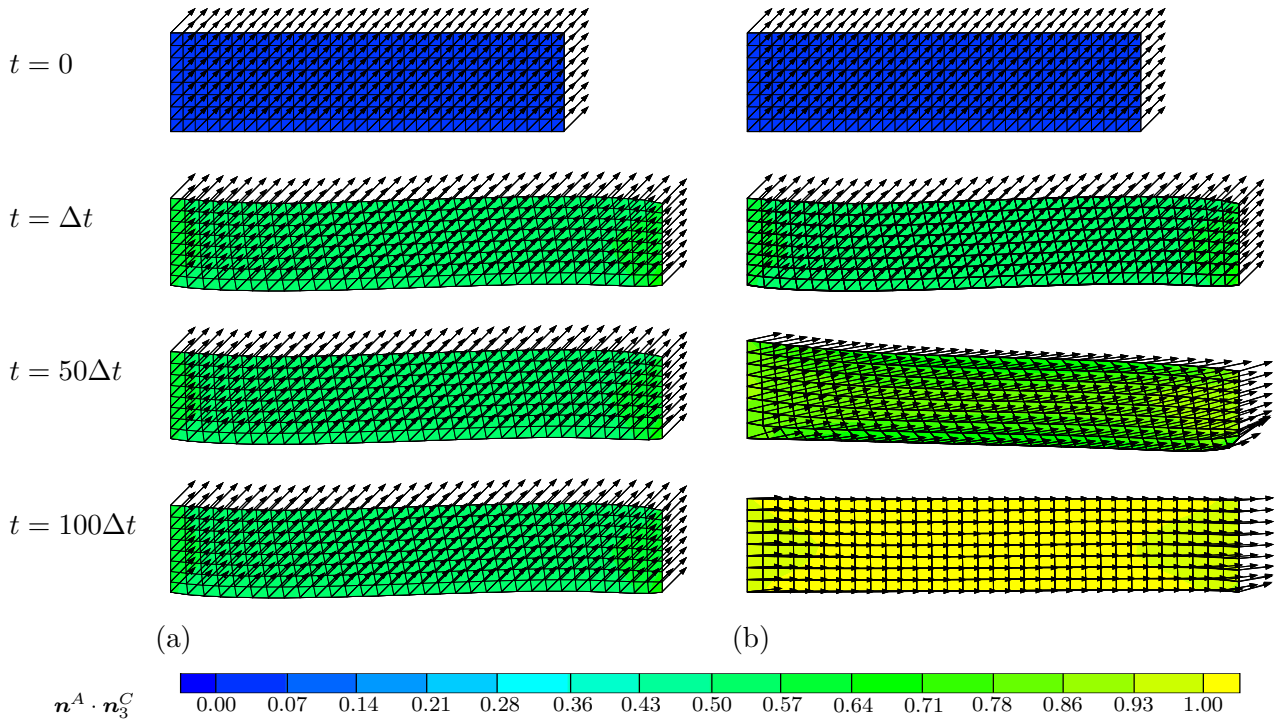 t = 0
t = Δt
t = 50Δt
t = 100Δt
(a) (b)
n^A · n_3^C 0.00 0.07 0.14 0.21 0.28 0.36 0.43 0.50 0.57 0.64 0.71 0.78 0.86 0.93 1.00